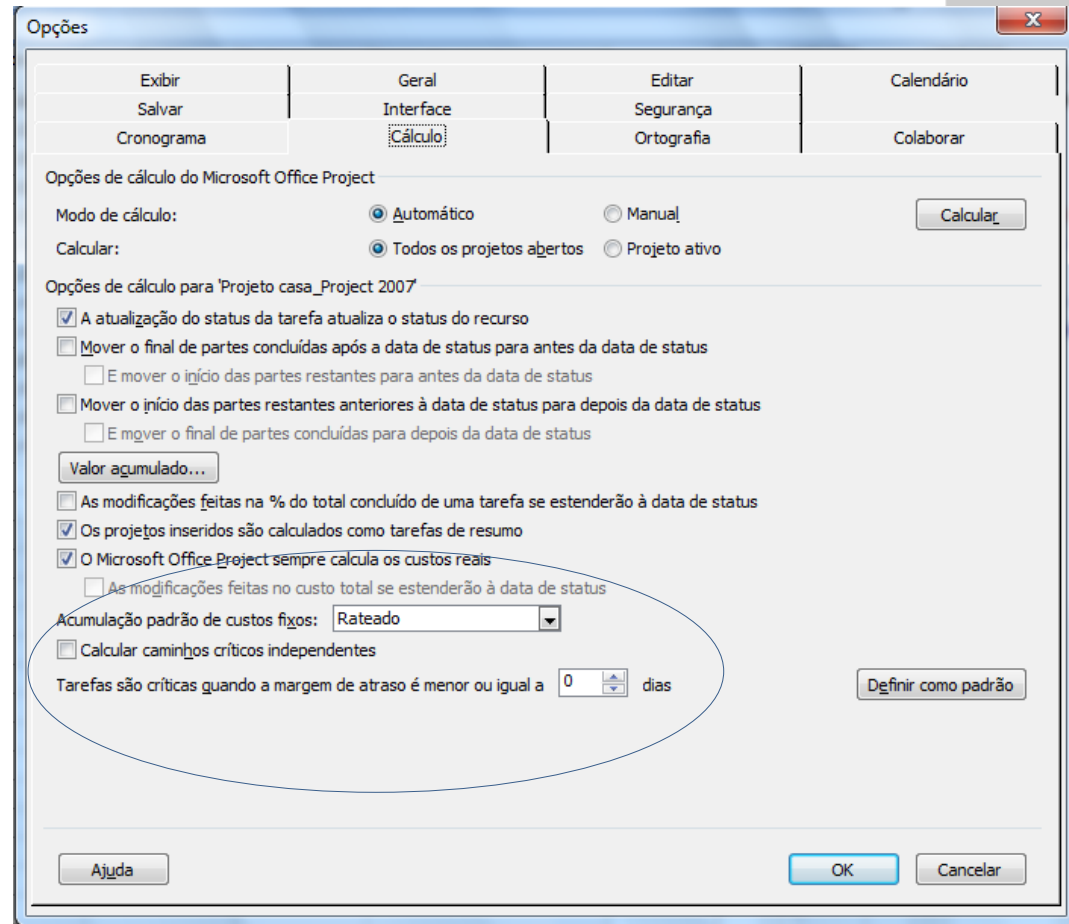 Opções
Exibir Geral Editar Calendário
Salvar Interface Segurança
Cronograma Cálculo Ortografia Colaborar
Opções de cálculo do Microsoft Office Project
Modo de cálculo: Automático Manual Calcular
Calcular: Todos os projetos abertos Projeto ativo
Opções de cálculo para 'Projeto casa_Project 2007'
A atualização do status da tarefa atualiza o status do recurso
Mover o final de partes concluídas após a data de status para antes da data de status
E mover o início das partes restantes para antes da data de status
Mover o início das partes restantes anteriores à data de status para depois da data de status
E mover o final de partes concluídas para depois da data de status
Valor acumulado...
As modificações feitas na % do total concluído de uma tarefa se estenderão à data de status
Os projetos inseridos são calculados como tarefas de resumo
O Microsoft Office Project sempre calcula os custos reais
As modificações feitas no custo total se estenderão à data de status
Acumulação padrão de custos fixos: Rateado
Calcular caminhos críticos independentes
Tarefas são críticas quando a margem de atraso é menor ou igual a 0 dias Definir como padrão
Ajuda OK Cancelar